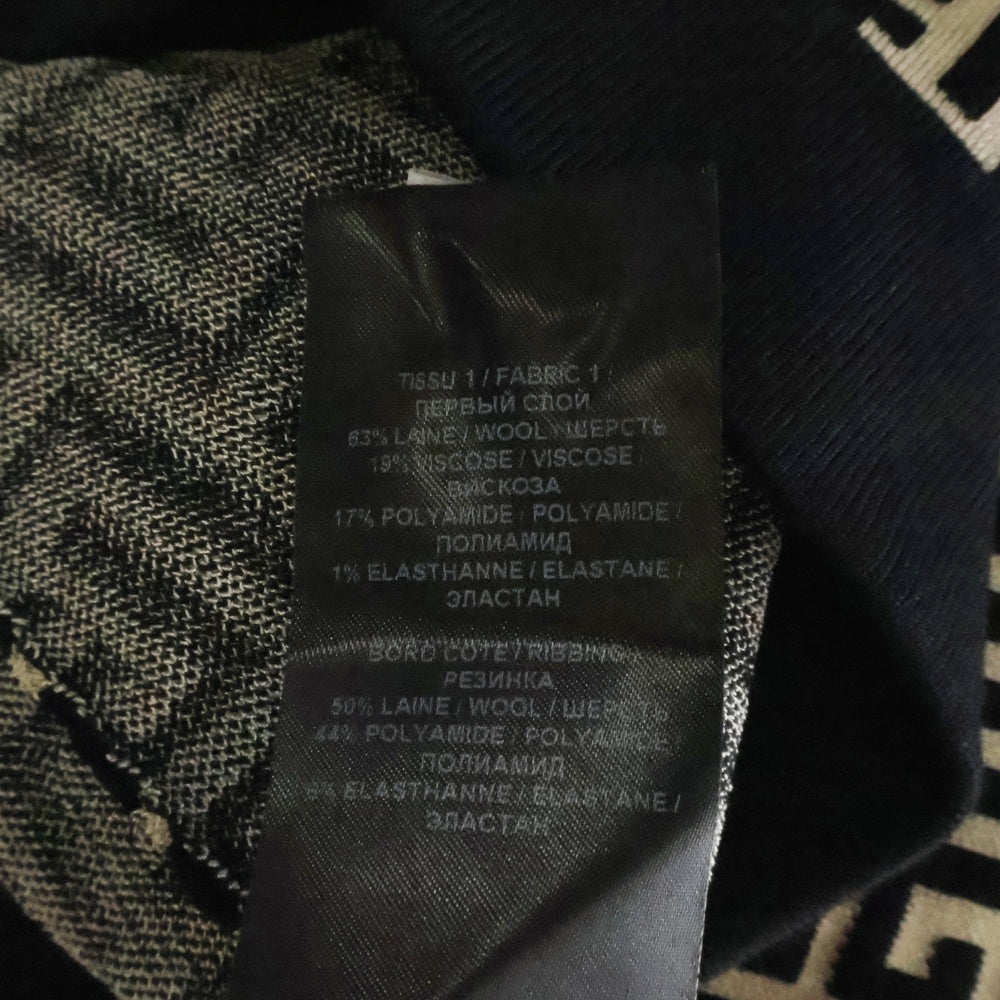 TISSU 1 / FABRIC 1 /
ПЕРВЫЙ СЛОЙ
63% LAINE / WOOL / ШЕРСТЬ
19% VISCOSE / VISCOSE
ВИСКОЗА
17% POLYAMIDE / POLYAMIDE /
ПОЛИАМИД
1% ELASTHANNE / ELASTANE /
ЭЛАСТАН
BORD COTE / RIBBING
РЕЗИНКА
50% LAINE / WOOL / ШЕРСТЬ
44% POLYAMIDE / POLYAMIDE
ПОЛИАМИД
6% ELASTHANNE / ELASTANE /
ЭЛАСТАН